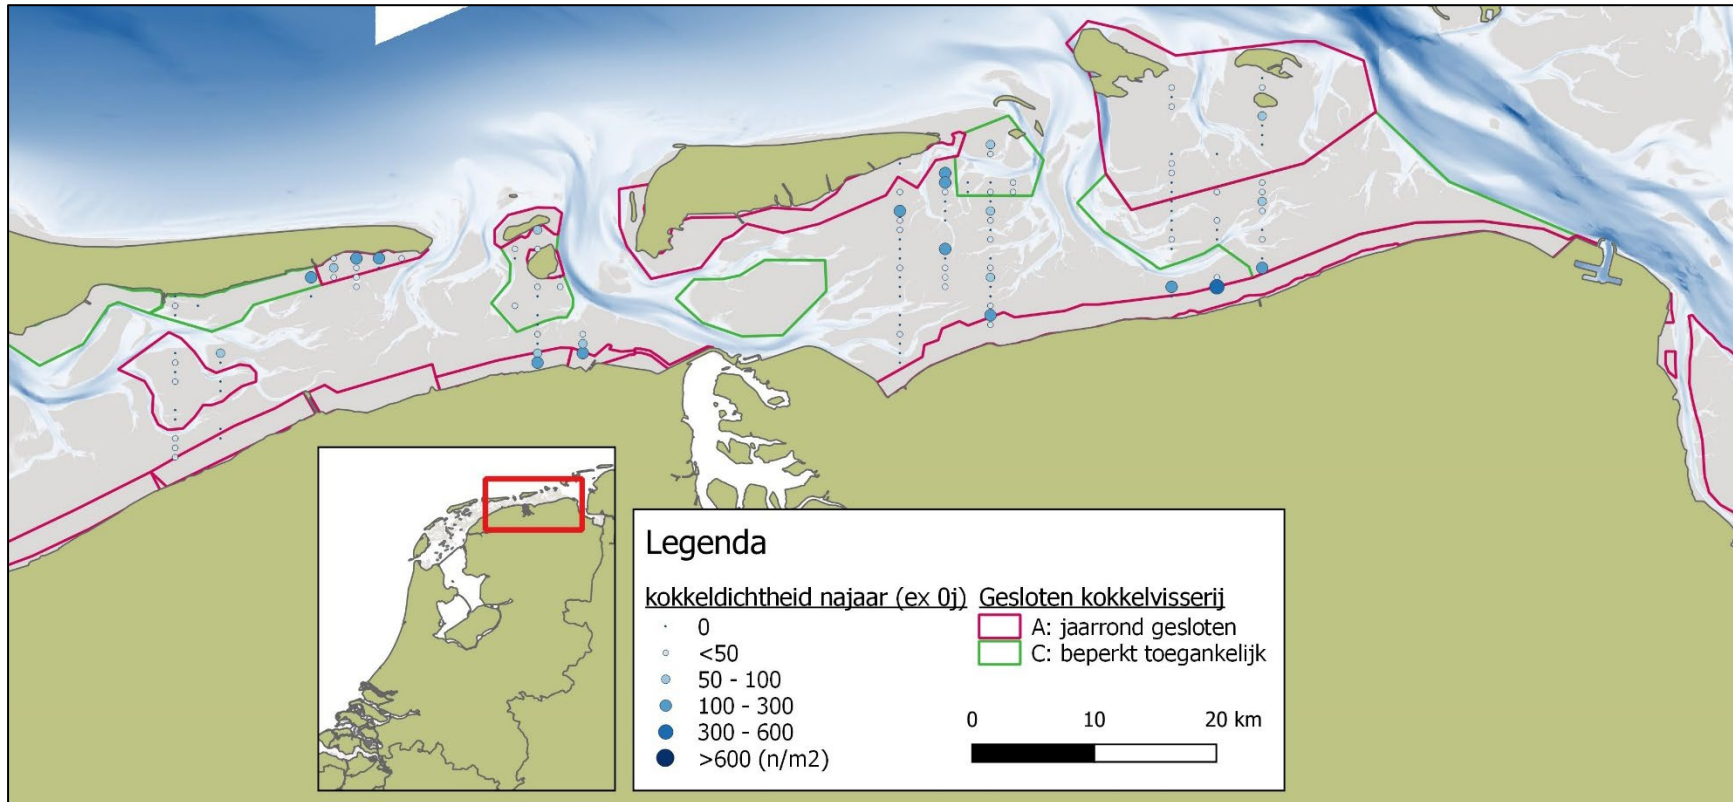 Legenda
kokkeldichtheid najaar (ex 0j) Gesloten kokkelvisserij
0 A: jaarrond gesloten
<50 C: beperkt toegankelijk
50 - 100
100 - 300
300 - 600 0 10 20 km
>600 (n/m2)